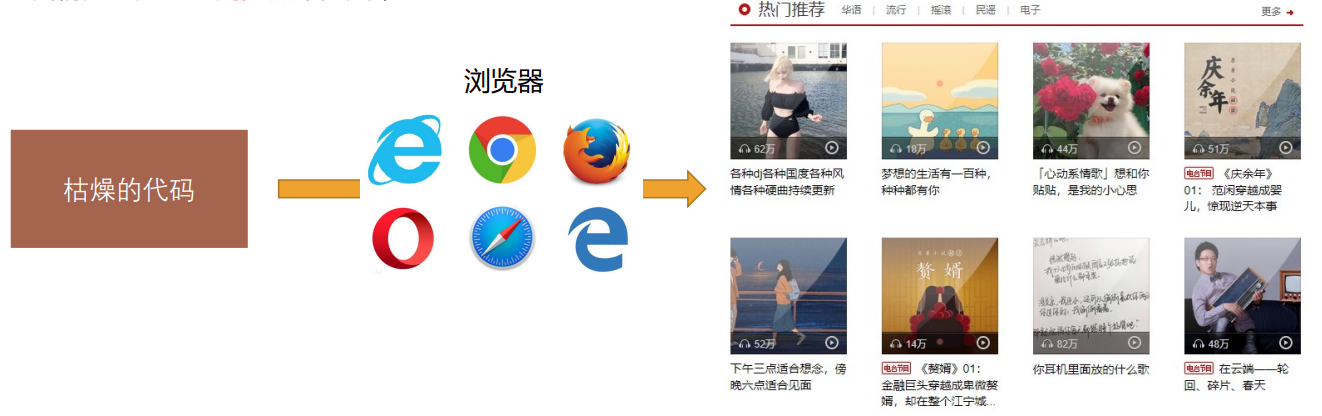 浏览器
枯燥的代码
热门推荐
华语 | 流行 | 摇滚 | 民谣 | 电子
更多
62万
18万
44万
庆余年
51万
各种dj各种国度各种风
情各种硬曲持续更新
梦想的生活有一百种，
种种都有你
「心动系情歌」想和你
贴贴，是我的小心思
电台节目 《庆余年》
01： 范闲穿越成婴
儿，惊现逆天本事
52万
赘婿
14万
82万
48万
下午三点适合想念，傍
晚六点适合见面
电台节目 《赘婿》01：
金融巨头穿越成卑微赘
婿，却在整个江宁城...
你耳机里面放的什么歌
电台节目 在云端——轮
回、碎片、春天